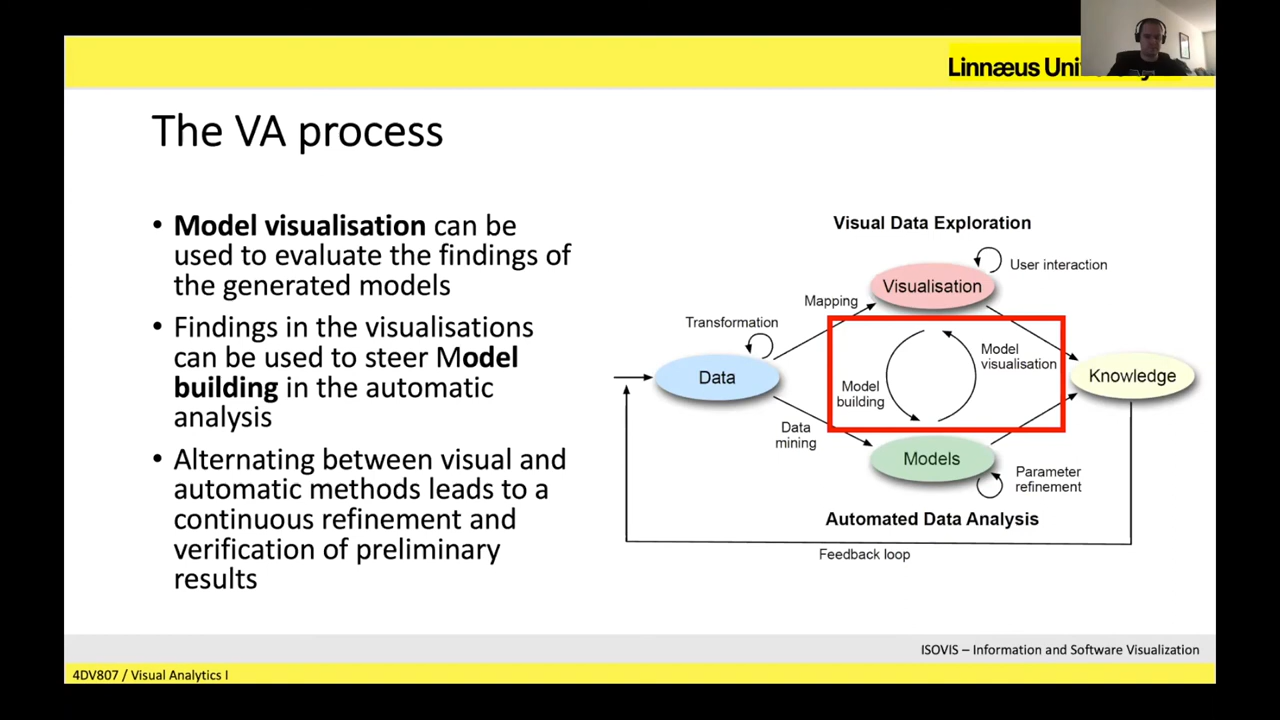 Linnæus Uni
The VA process
• Model visualisation can be
used to evaluate the findings of
the generated models
• Findings in the visualisations
can be used to steer Model
building in the automatic
analysis
• Alternating between visual and
automatic methods leads to a
continuous refinement and
verification of preliminary
results
Visual Data Exploration
User interaction
Visualisation
Mapping
Transformation
Model
visualisation
Data
Knowledge
Model
building
Data
mining
Models
Parameter
refinement
Automated Data Analysis
Feedback loop
ISOVIS – Information and Software Visualization
4DV807 / Visual Analytics I